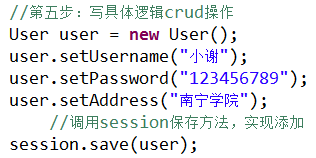 //第五步：写具体逻辑crud操作
User user = new User();
user.setUsername("小谢");
user.setPassword("123456789");
user.setAddress("南宁学院");
//调用session保存方法，实现添加
session.save(user);